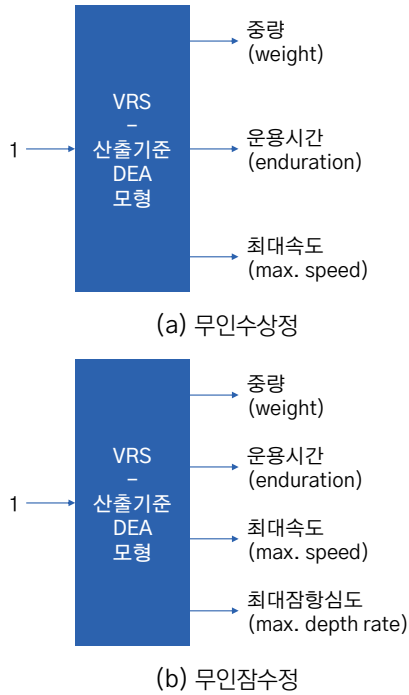 중량
(weight)
VRS
–
산출기준
DEA
모형
1
운용시간
(enduration)
최대속도
(max. speed)
(a) 무인수상정
중량
(weight)
VRS
–
산출기준
DEA
모형
1
운용시간
(enduration)
최대속도
(max. speed)
최대잠항심도
(max. depth rate)
(b) 무인잠수정